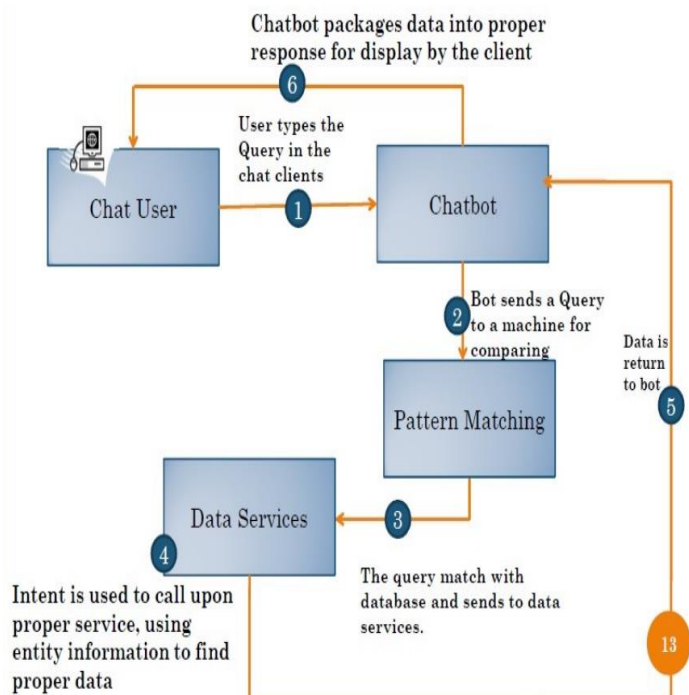 Chatbot packages data into proper
response for display by the client
6
User types the
Query in the
chat clients
Chat User
1
Chatbot
2
Bot sends a Query
to a machine for
comparing
Data is
return
to bot
5
Pattern Matching
Data Services
3
4
The query match with
database and sends to data
services.
Intent is used to call upon
proper service, using
entity information to find
proper data
13